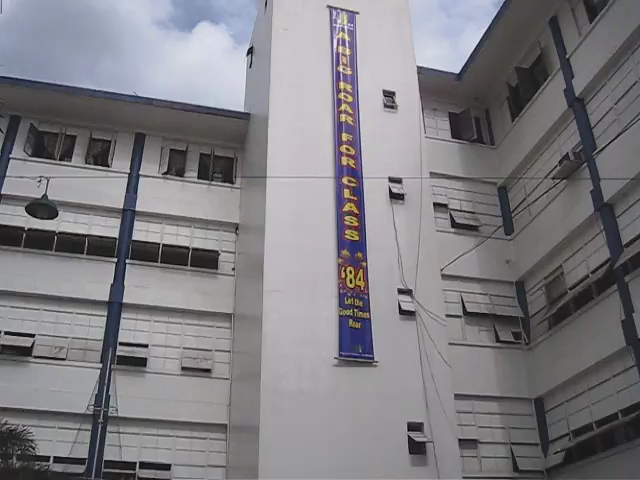 A BIG ROAR FOR CLASS
'84
Let the
Good Times
Roar